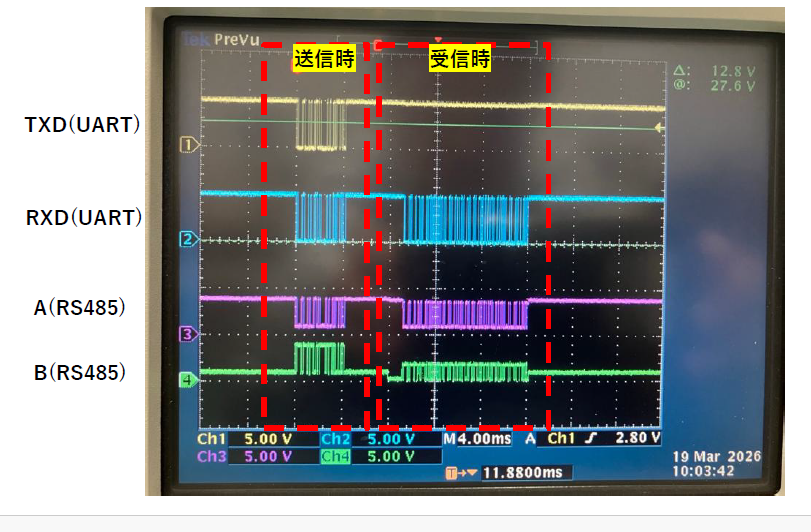 Tek PreVu
送信時
受信時
Δ: 12.8 V
@: 27.6 V
TXD(UART)
1
RXD(UART)
2
A(RS485)
3
B(RS485)
4
Ch1 5.00 V Ch2 5.00 V M 4.00ms A Ch1 ƒ 2.80 V
Ch3 5.00 V Ch4 5.00 V
T 11.8800ms
19 Mar 2026
10:03:42